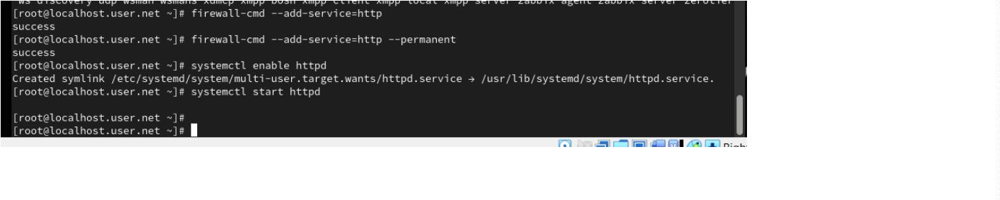 ws-discovery-udp wsman wsmans xdmcp xmpp-bosh xmpp-client xmpp-local xmpp-server zabbix-agent zabbix-server zerotier
[root@localhost.user.net ~]# firewall-cmd --add-service=http
success
[root@localhost.user.net ~]# firewall-cmd --add-service=http --permanent
success
[root@localhost.user.net ~]# systemctl enable httpd
Created symlink /etc/systemd/system/multi-user.target.wants/httpd.service → /usr/lib/systemd/system/httpd.service.
[root@localhost.user.net ~]# systemctl start httpd
[root@localhost.user.net ~]#
[root@localhost.user.net ~]#